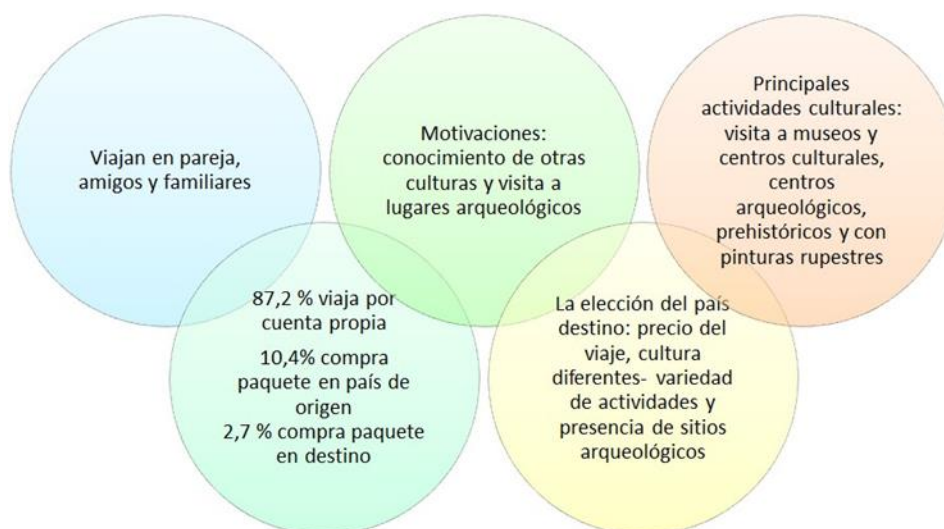 Viajan en pareja,
amigos y familiares
Motivaciones:
conocimiento de otras
culturas y visita a
lugares arqueológicos
Principales
actividades culturales:
visita a museos y
centros culturales,
centros
arqueológicos,
prehistóricos y con
pinturas rupestres
87,2 % viaja por
cuenta propia
10,4% compra
paquete en país de
origen
2,7 % compra paquete
en destino
La elección del país
destino: precio del
viaje, cultura
diferentes- variedad
de actividades y
presencia de sitios
arqueológicos